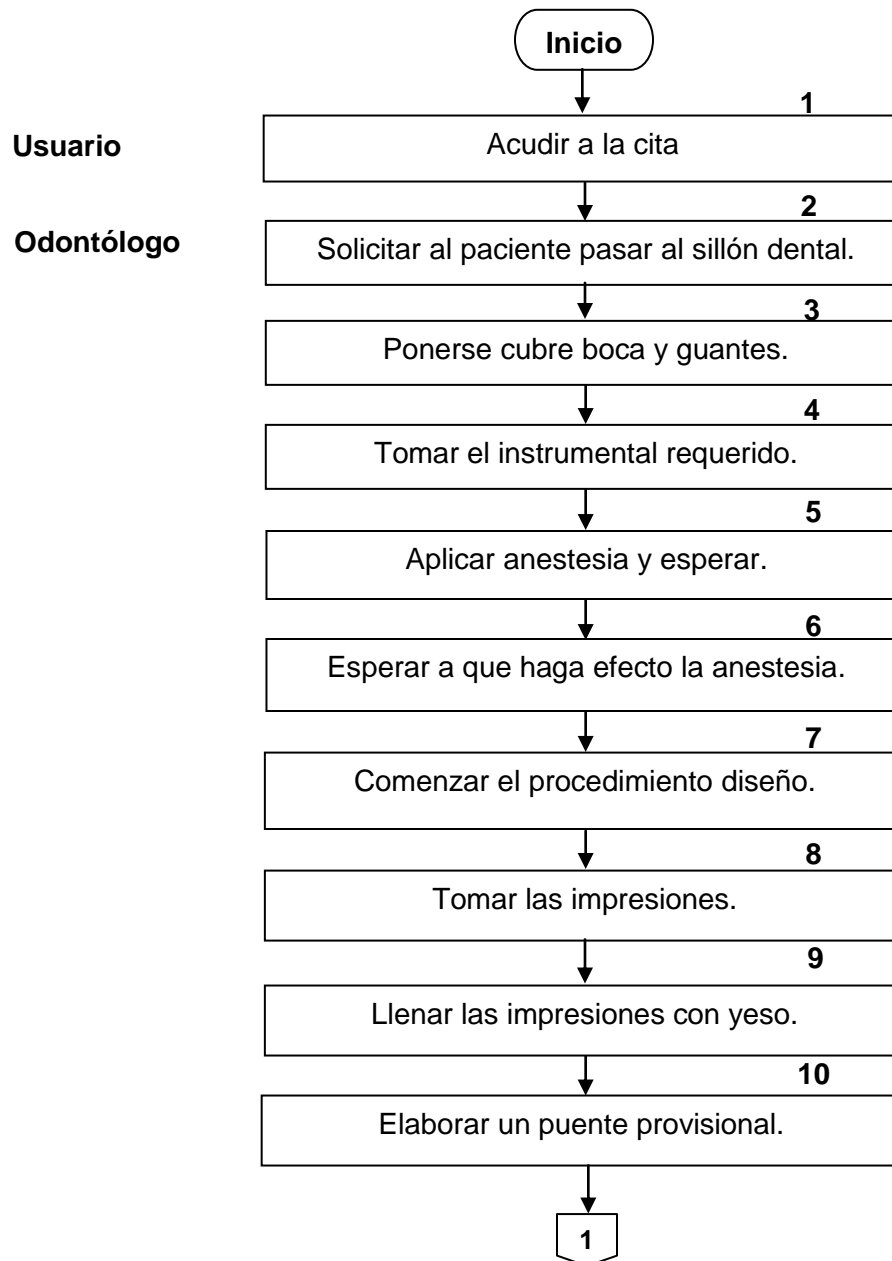 Inicio
1
Usuario
Acudir a la cita
2
Odontólogo
Solicitar al paciente pasar al sillón dental.
3
Ponerse cubre boca y guantes.
4
Tomar el instrumental requerido.
5
Aplicar anestesia y esperar.
6
Esperar a que haga efecto la anestesia.
7
Comenzar el procedimiento diseño.
8
Tomar las impresiones.
9
Llenar las impresiones con yeso.
10
Elaborar un puente provisional.
1